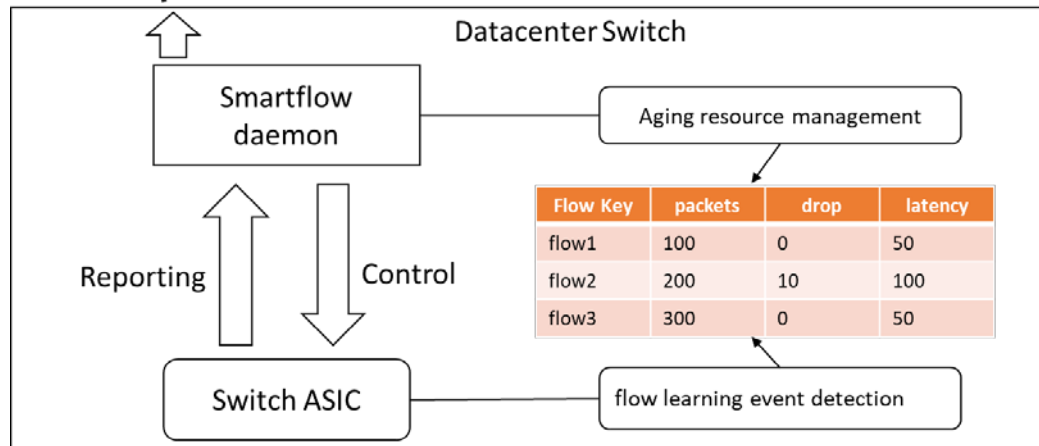 Datacenter Switch
Smartflow
daemon
Aging resource management
Flow Key packets drop latency
flow1 100 0 50
flow2 200 10 100
flow3 300 0 50
Reporting
Control
Switch ASIC
flow learning event detection